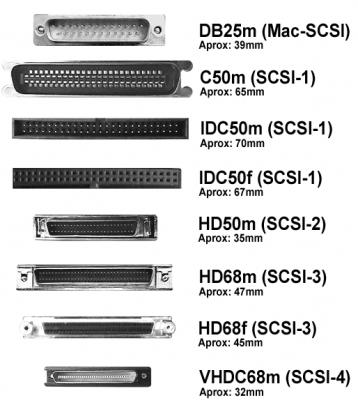 DB25m (Mac-SCSI)
Aprox: 39mm
C50m (SCSI-1)
Aprox: 65mm
IDC50m (SCSI-1)
Aprox: 70mm
IDC50f (SCSI-1)
Aprox: 67mm
HD50m (SCSI-2)
Aprox: 35mm
HD68m (SCSI-3)
Aprox: 47mm
HD68f (SCSI-3)
Aprox: 45mm
VHDC68m (SCSI-4)
Aprox: 32mm